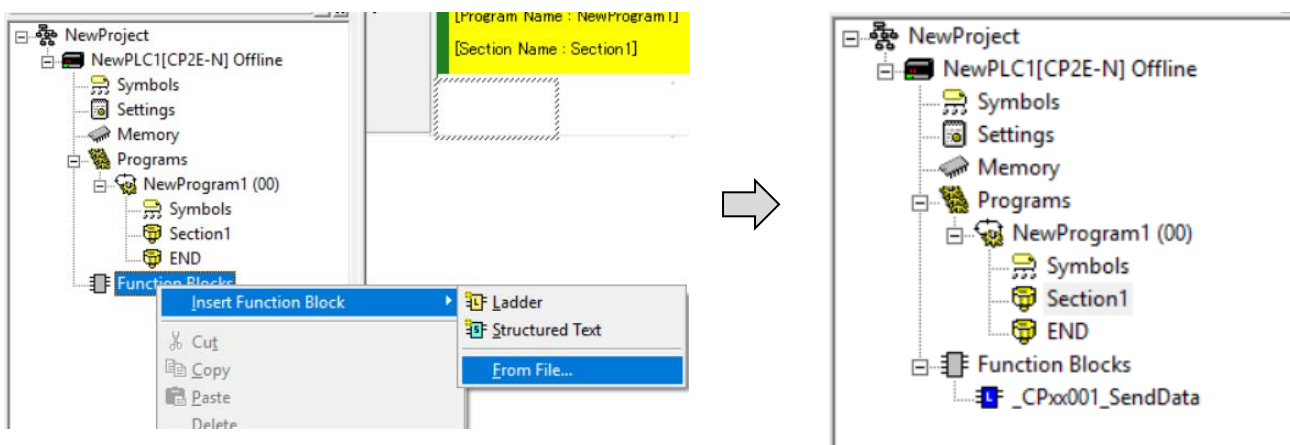 [Program Name : NewProgram1]
[Section Name : Section1]
NewProject
NewPLC1[CP2E-N] Offline
Symbols
Settings
Memory
Programs
NewProgram1 (00)
Symbols
Section1
END
Function Blocks
Insert Function Block
Cut
Copy
Paste
Delete
Ladder
Structured Text
From File...
NewProject
NewPLC1[CP2E-N] Offline
Symbols
Settings
Memory
Programs
NewProgram1 (00)
Symbols
Section1
END
Function Blocks
_CPxx001_SendData